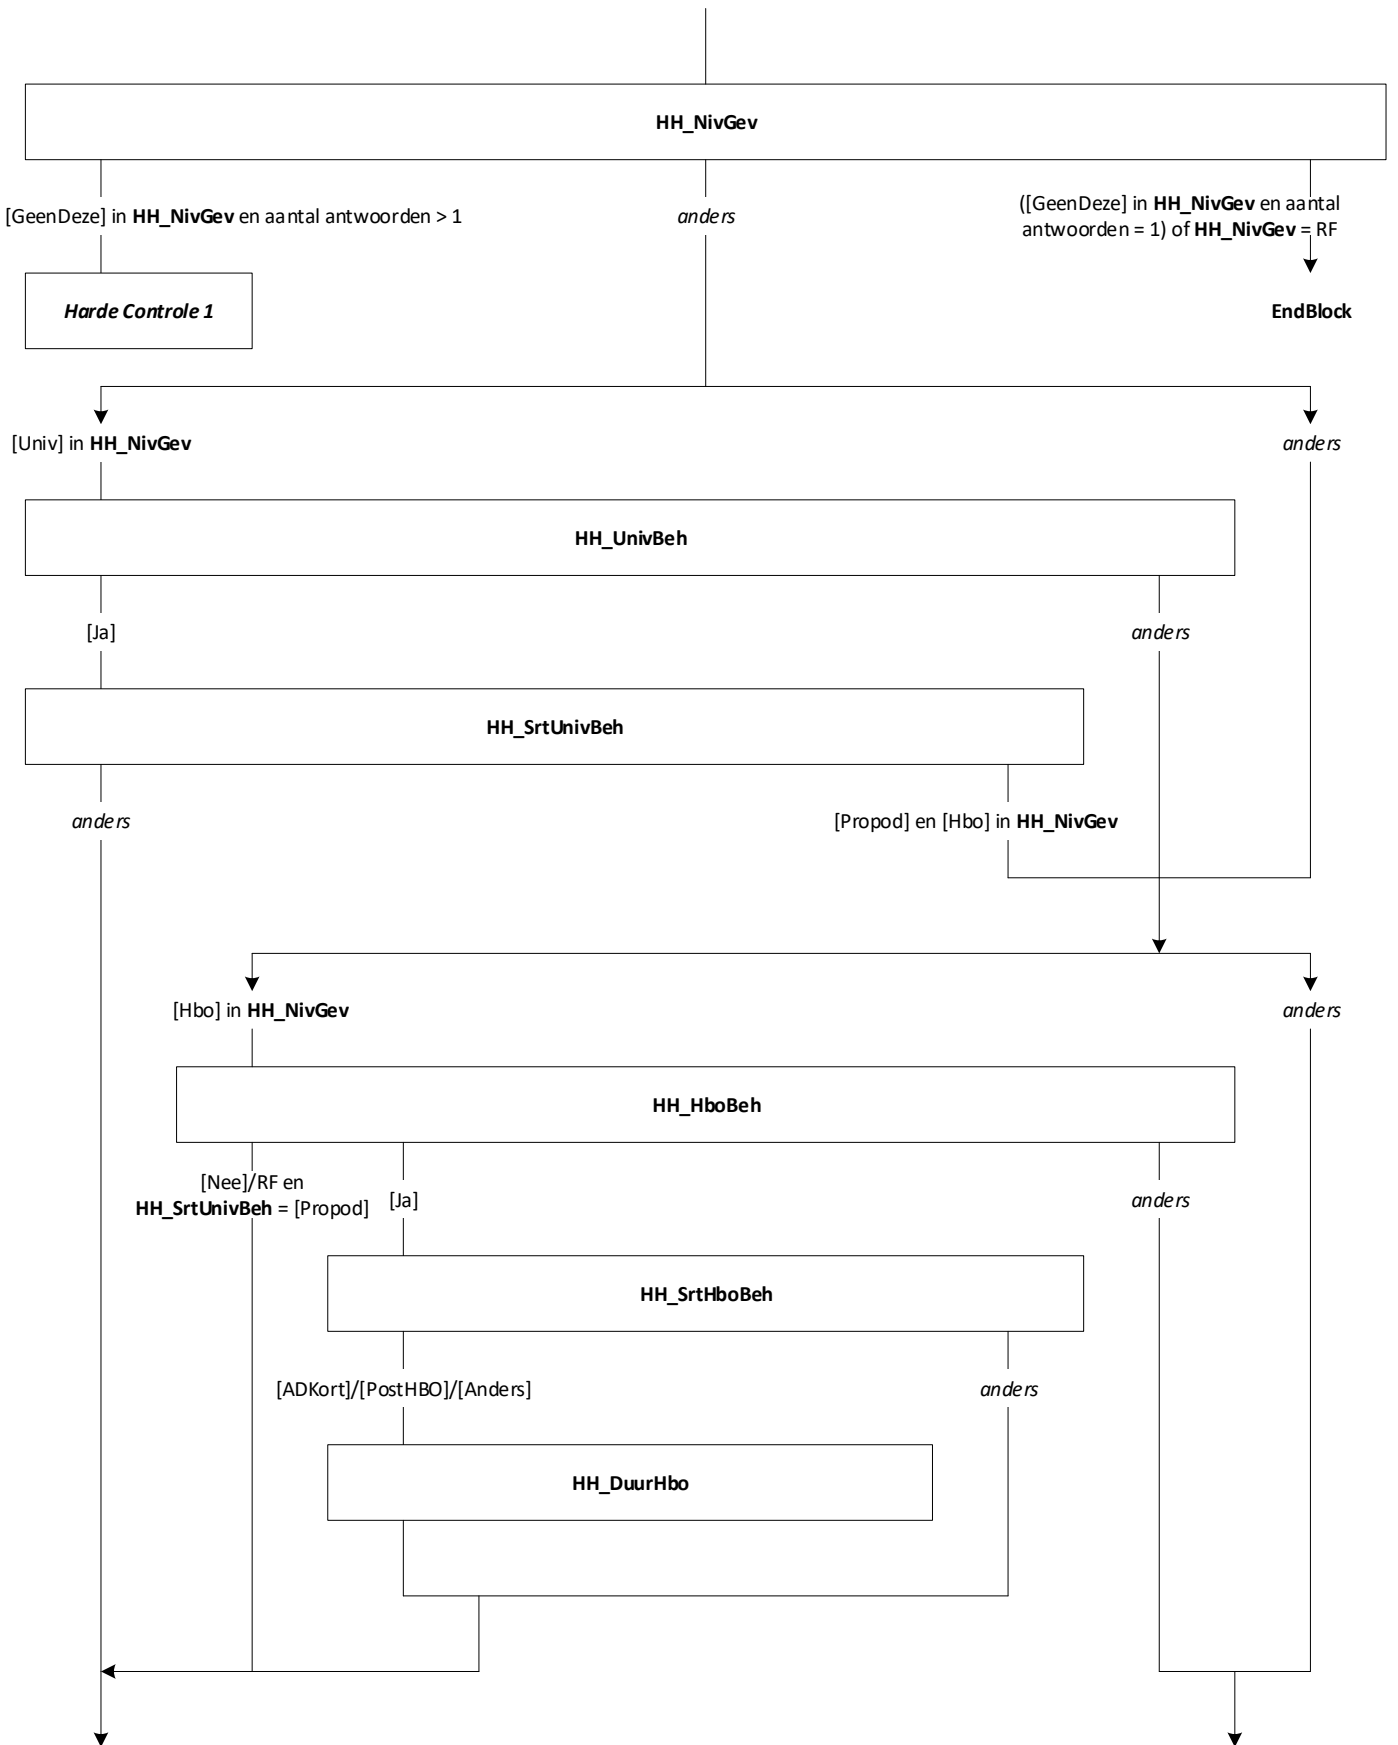 HH_NivGev
[GeenDeze] in HH_NivGev en aantal antwoorden > 1
anders
([GeenDeze] in HH_NivGev en aantal
antwoorden = 1) of HH_NivGev = RF
Harde Controle 1
EndBlock
[Univ] in HH_NivGev
anders
HH_UnivBeh
[Ja]
anders
HH_SrtUnivBeh
anders
[Propod] en [Hbo] in HH_NivGev
[Hbo] in HH_NivGev
anders
HH_HboBeh
[Nee]/RF en
HH_SrtUnivBeh = [Propod]
[Ja]
anders
HH_SrtHboBeh
[ADKort]/[PostHBO]/[Anders]
anders
HH_DuurHbo